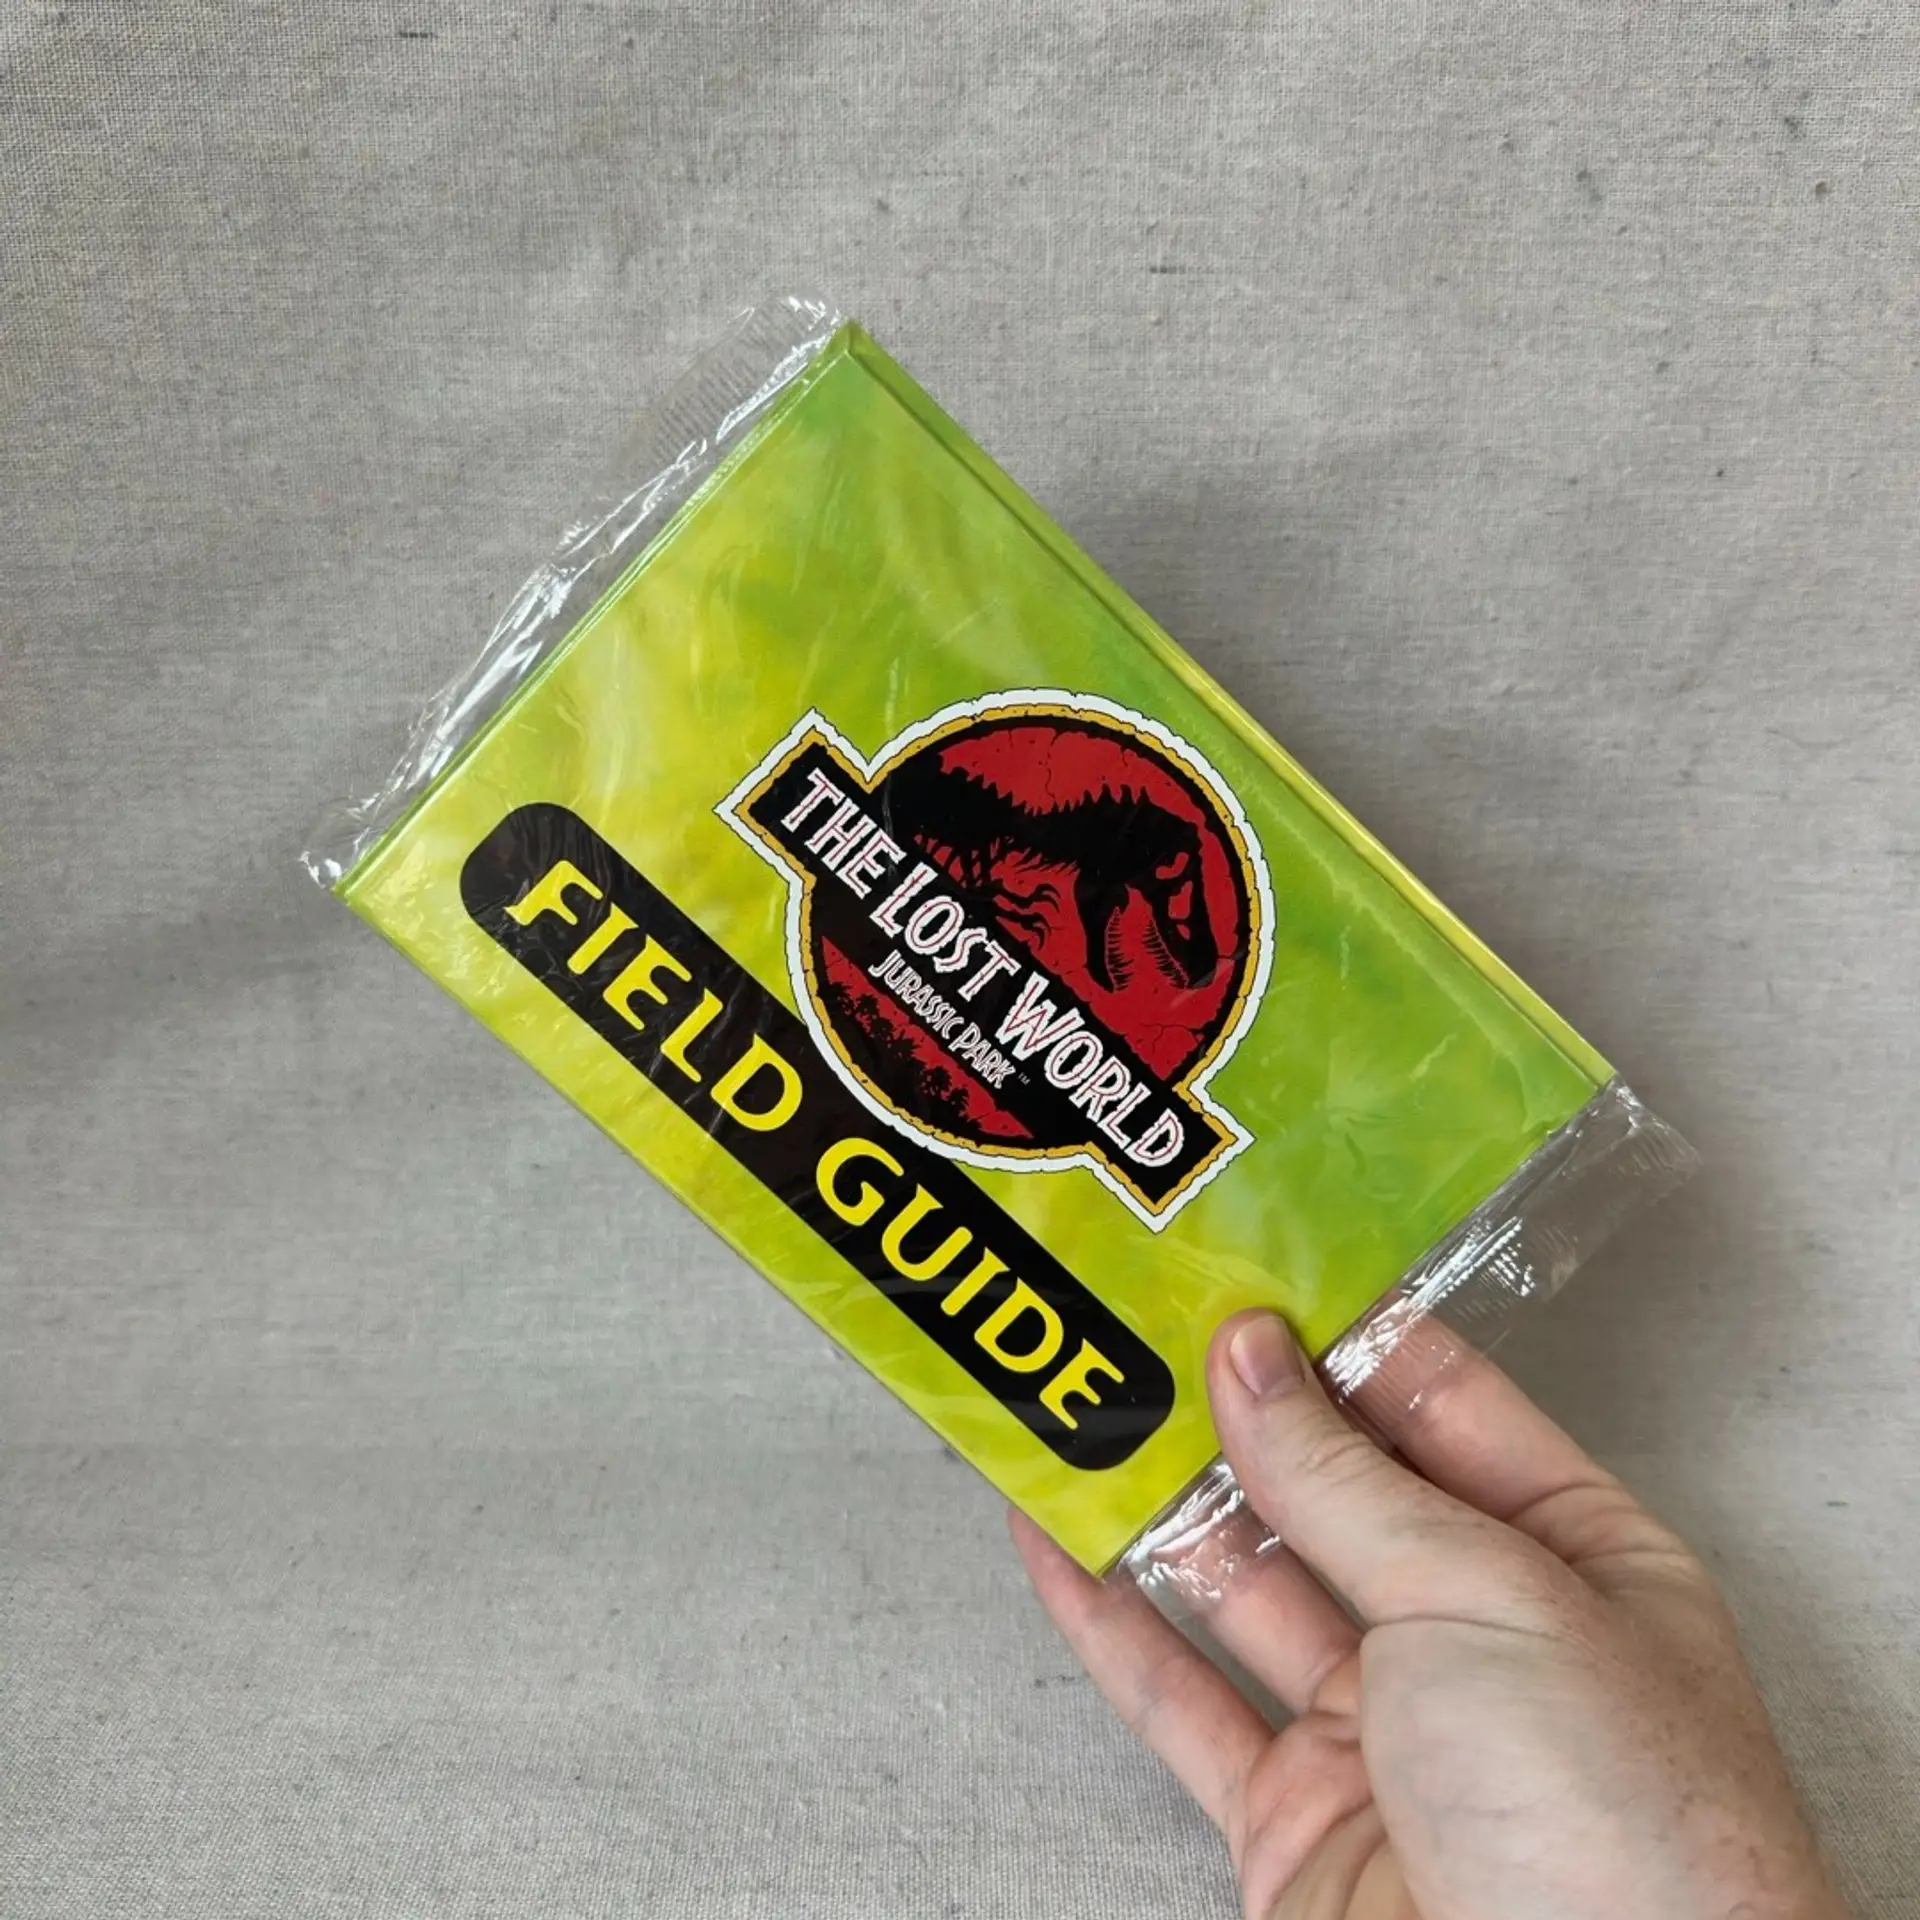 THE LOST WORLD
JURASSIC PARK™
FIELD GUIDE